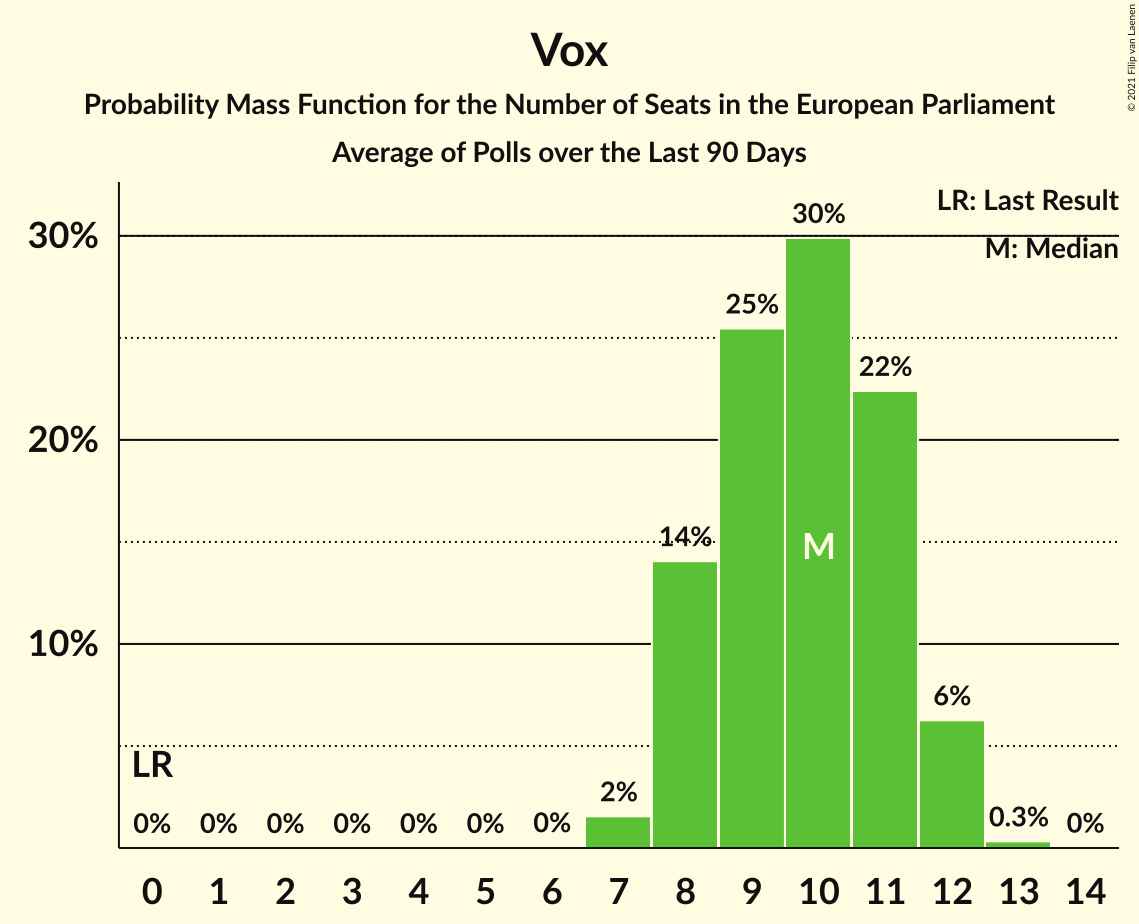 Vox
Probability Mass Function for the Number of Seats in the European Parliament
Average of Polls over the Last 90 Days
© 2021 Filip van Laenen
LR: Last Result
M: Median
30%
20%
10%
LR
M
0% 0% 0% 0% 0% 0% 0% 2% 14% 25% 30% 22% 6% 0.3% 0%
0 1 2 3 4 5 6 7 8 9 10 11 12 13 14